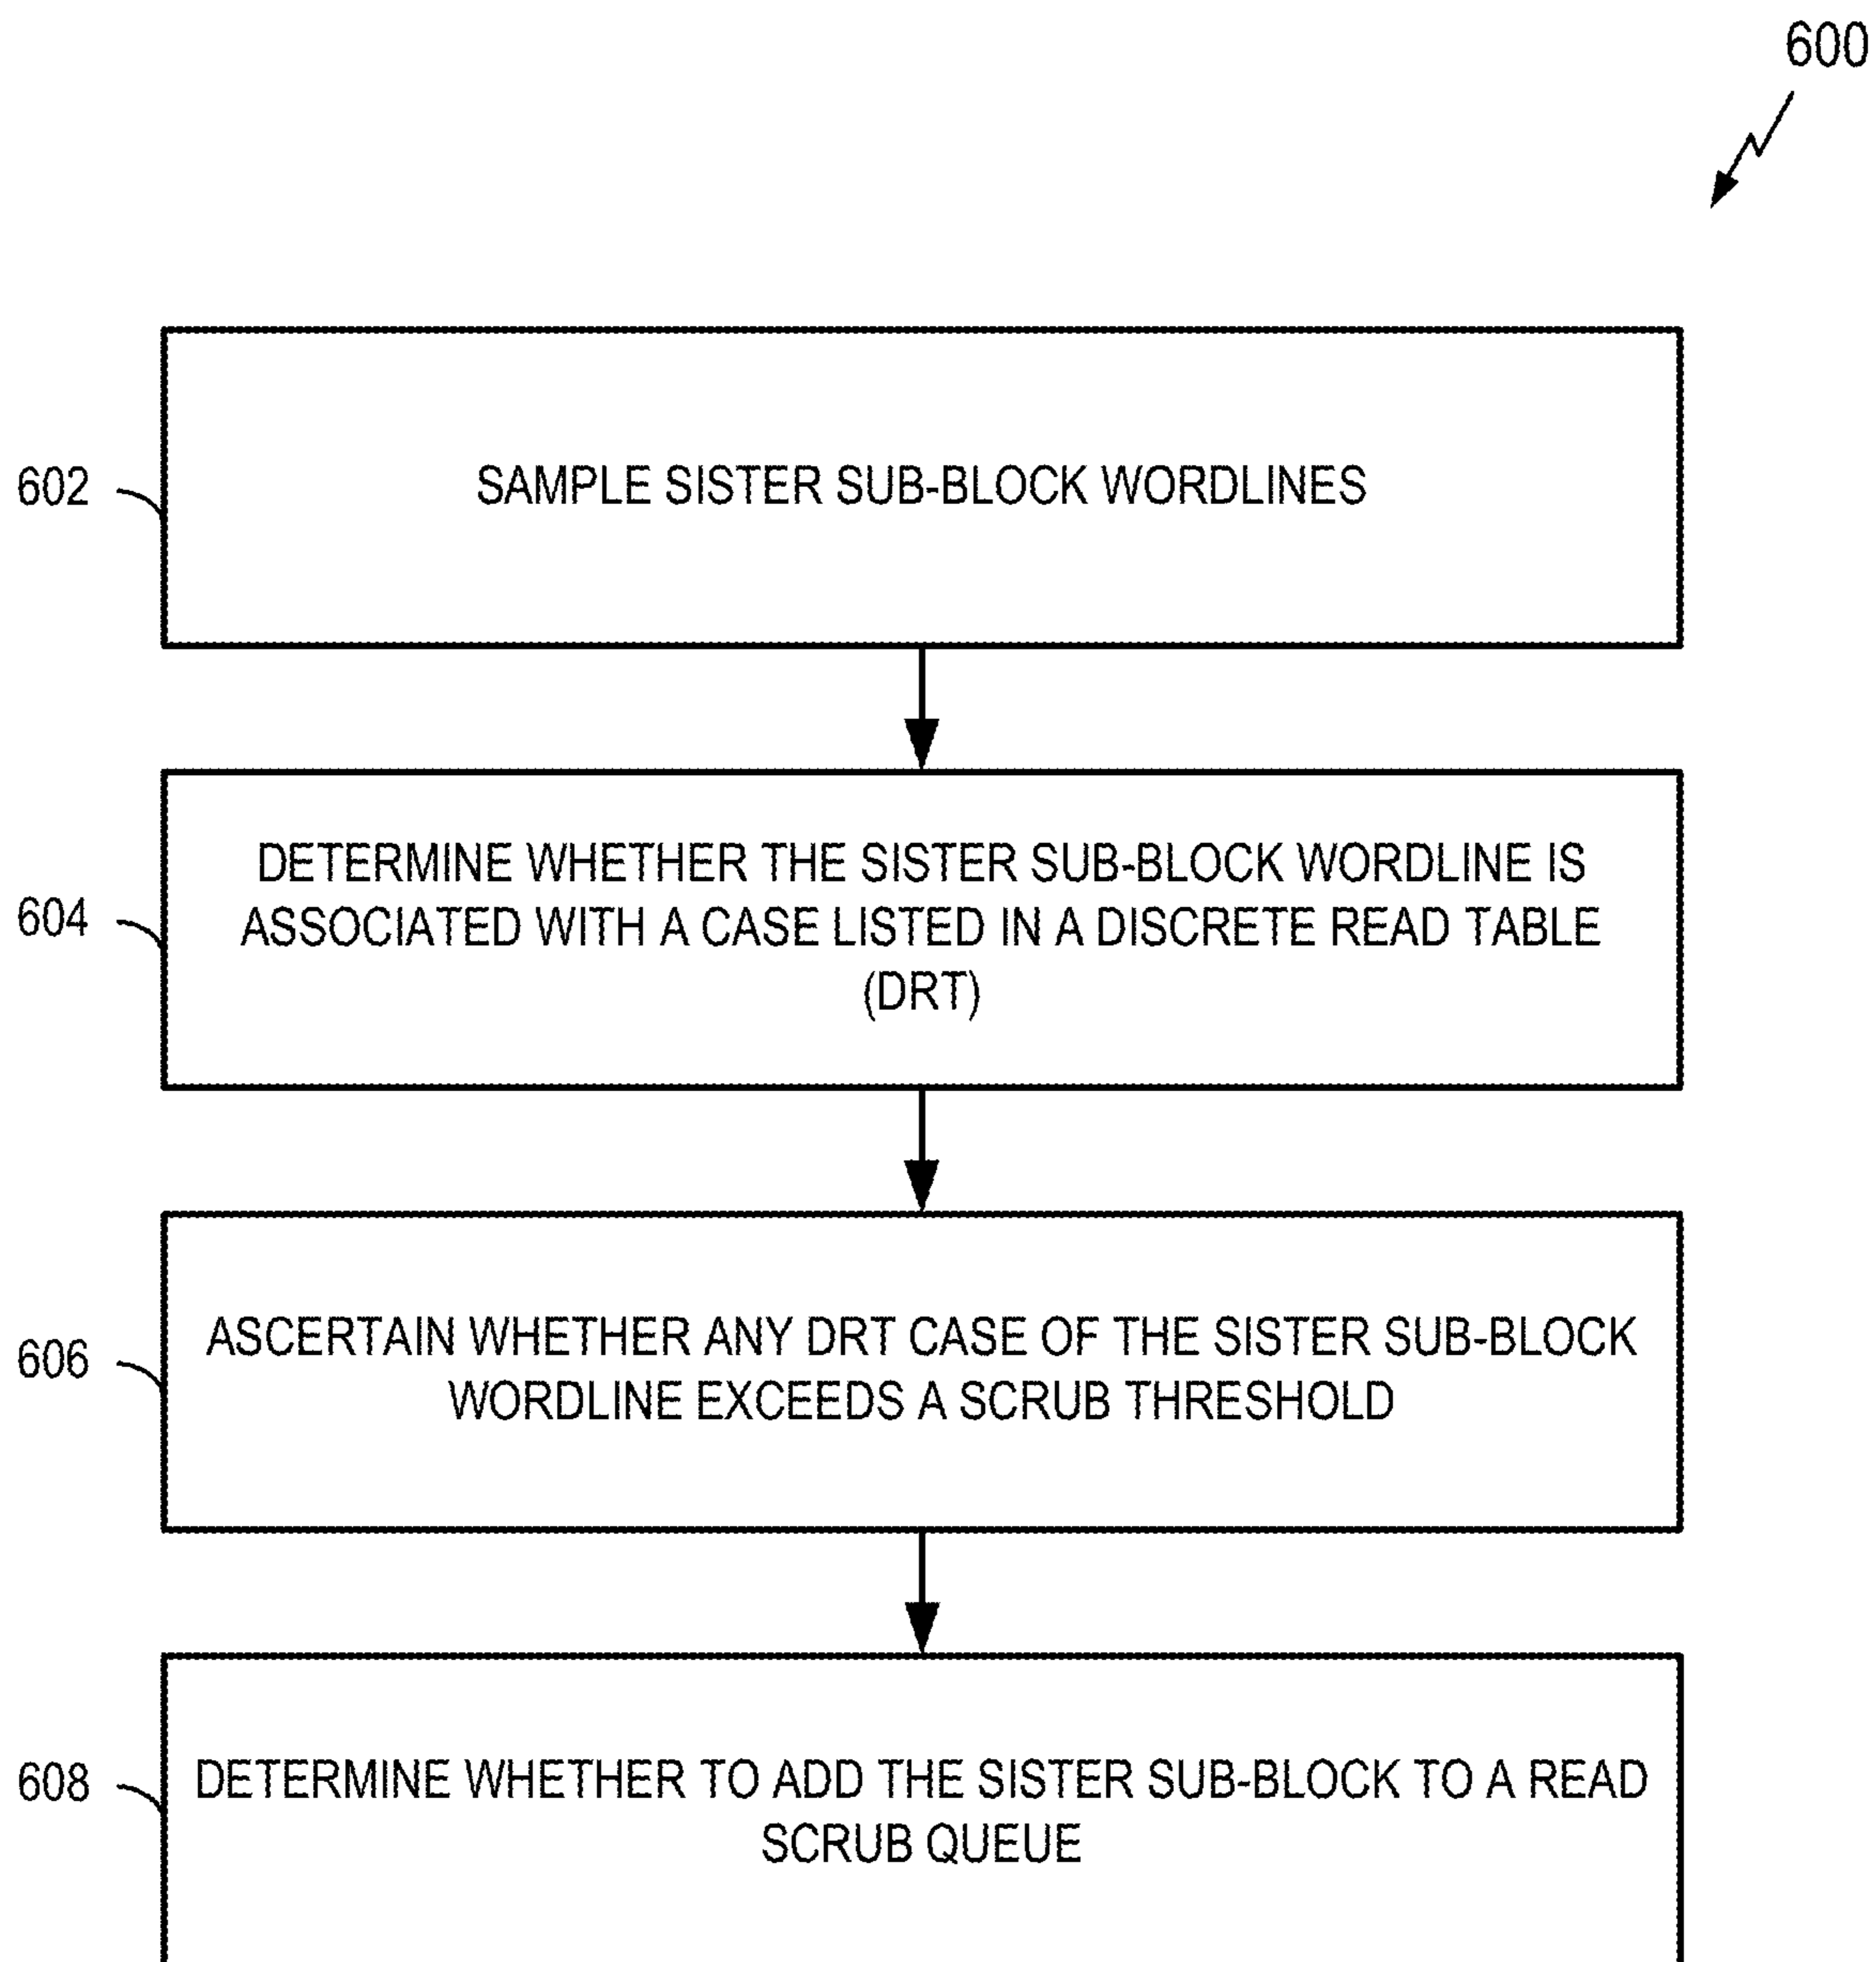 600
602
SAMPLE SISTER SUB-BLOCK WORDLINES
604
DETERMINE WHETHER THE SISTER SUB-BLOCK WORDLINE IS
ASSOCIATED WITH A CASE LISTED IN A DISCRETE READ TABLE
(DRT)
606
ASCERTAIN WHETHER ANY DRT CASE OF THE SISTER SUB-BLOCK
WORDLINE EXCEEDS A SCRUB THRESHOLD
608
DETERMINE WHETHER TO ADD THE SISTER SUB-BLOCK TO A READ
SCRUB QUEUE